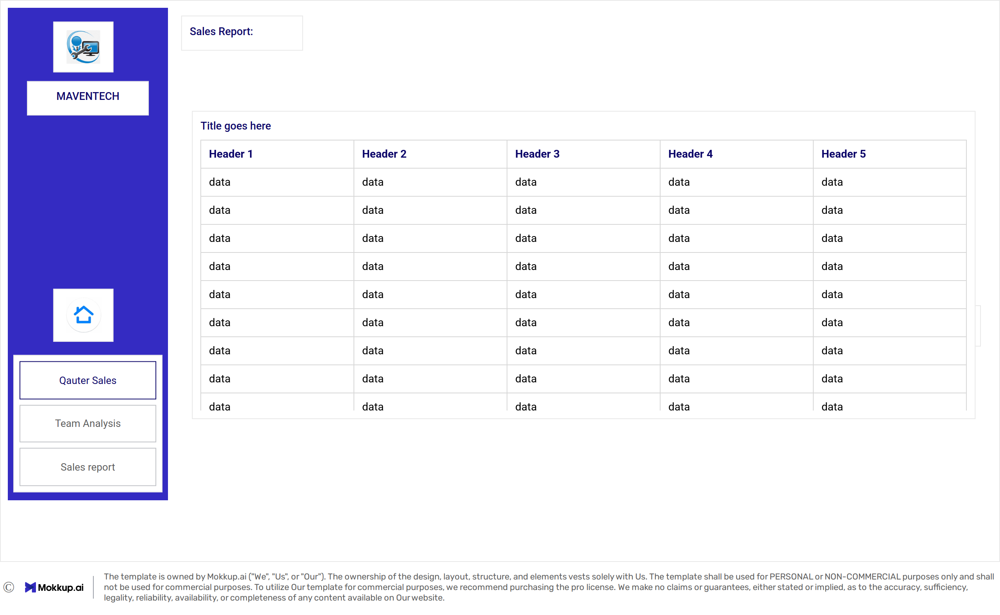 MAVENTECH
Qauter Sales
Team Analysis
Sales report
Sales Report:
Title goes here
Header 1 Header 2 Header 3 Header 4 Header 5
data data data data data
data data data data data
data data data data data
data data data data data
data data data data data
data data data data data
data data data data data
data data data data data
data data data data data
© Mokkup.ai
The template is owned by Mokkup.ai ("We", "Us", or "Our"). The ownership of the design, layout, structure, and elements vests solely with Us. The template shall be used for PERSONAL or NON-COMMERCIAL purposes only and shall
not be used for commercial purposes. To utilize Our template for commercial purposes, we recommend purchasing the pro license. We make no claims or guarantees, either stated or implied, as to the accuracy, sufficiency,
legality, reliability, availability, or completeness of any content available on Our website.